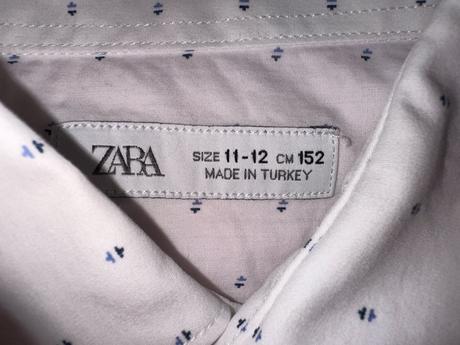 ZARA
SIZE 11-12 CM 152
MADE IN TURKEY